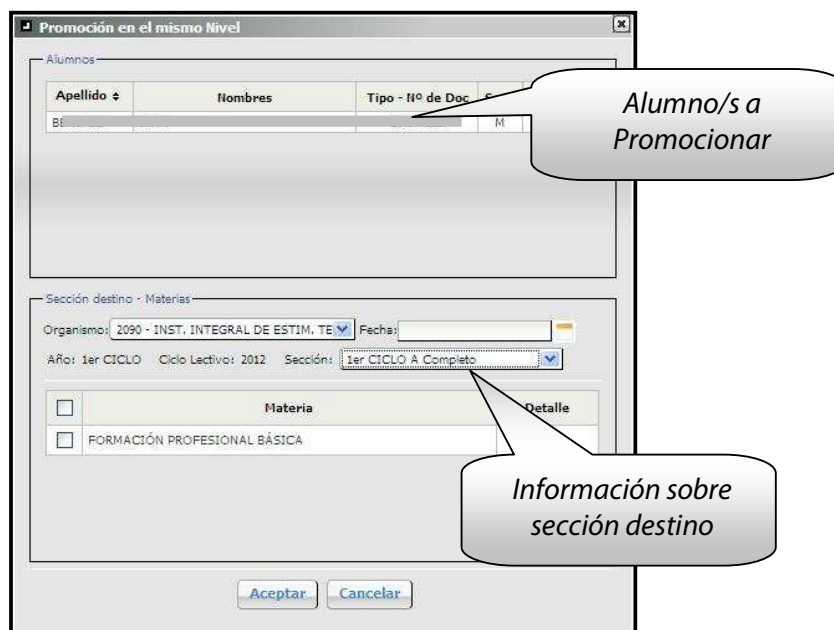 Promoción en el mismo Nivel
Alumnos
Apellido Nombres Tipo - Nº de Doc
M
Alumno/s a
Promocionar
Sección destino - Materias
Organismo: 2090 - INST. INTEGRAL DE ESTIM. TE Fecha:
Año: 1er CICLO Ciclo Lectivo: 2012 Sección: 1er CICLO A Completo
Materia Detalle
FORMACIÓN PROFESIONAL BÁSICA
Información sobre
sección destino
Aceptar Cancelar